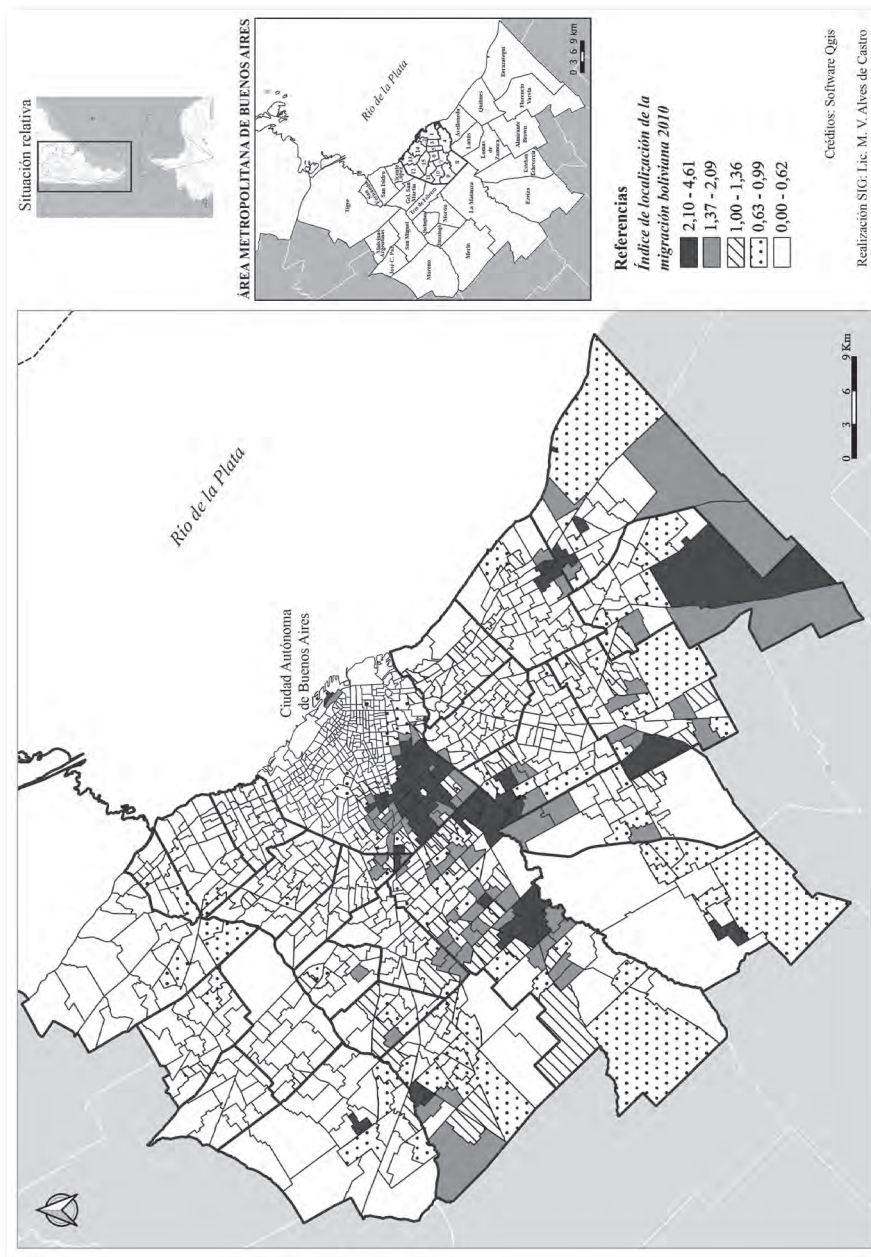 Situación relativa
ÁREA METROPOLITANA DE BUENOS AIRES
Río de la Plata
Tigre
San Isidro
San Miguel
José C. Paz
Moreno
Merlo
Morón
La Matanza
Avellaneda
Lanús
Quilmes
Berazategui
Florencio
Varela
Lomas
de
Zamora
Almirante
Brown
Esteban
Echeverría
Ezeiza
0 3 6 9 km
Referencias
Índice de localización de la
migración boliviana 2010
2,10 - 4,61
1,37 - 2,09
1,00 - 1,36
0,63 - 0,99
0,00 - 0,62
Créditos: Software Qgis
Realización SIG: Lic. M. V. Alves de Castro
Río de la Plata
Ciudad Autónoma
de Buenos Aires
0 3 6 9 Km